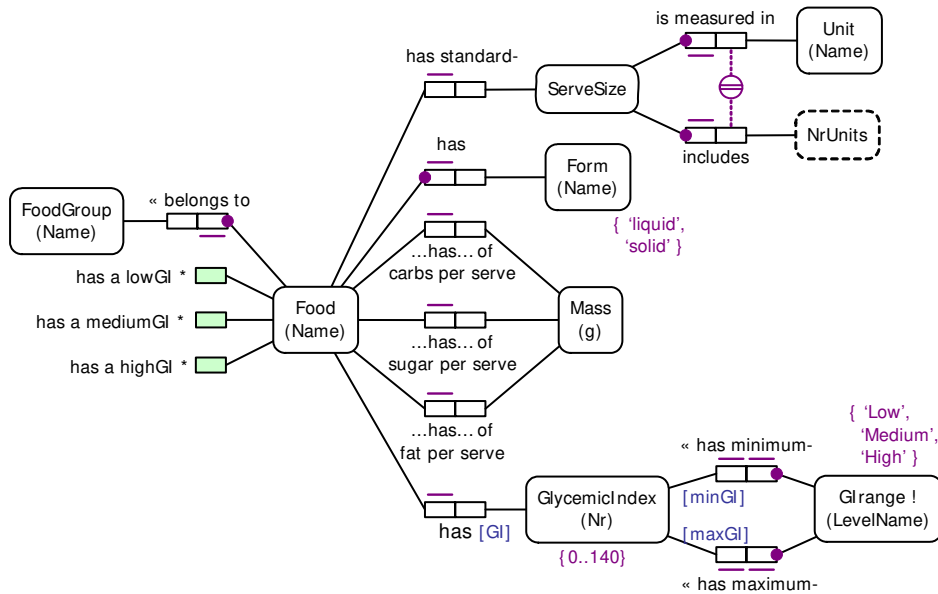 is measured in
Unit
(Name)
has standard-
ServeSize
NrUnits
includes
has
Form
(Name)
{ ‘liquid’,
‘solid’ }
« belongs to
FoodGroup
(Name)
…has… of
carbs per serve
has a lowGI *
has a mediumGI *
has a highGI *
Food
(Name)
Mass
(g)
…has… of
sugar per serve
…has… of
fat per serve
{ ‘Low’,
‘Medium’,
‘High’ }
« has minimum-
[minGI]
GlycemicIndex
(Nr)
GIrange !
(LevelName)
has [GI]
{0..140}
[maxGI]
« has maximum-